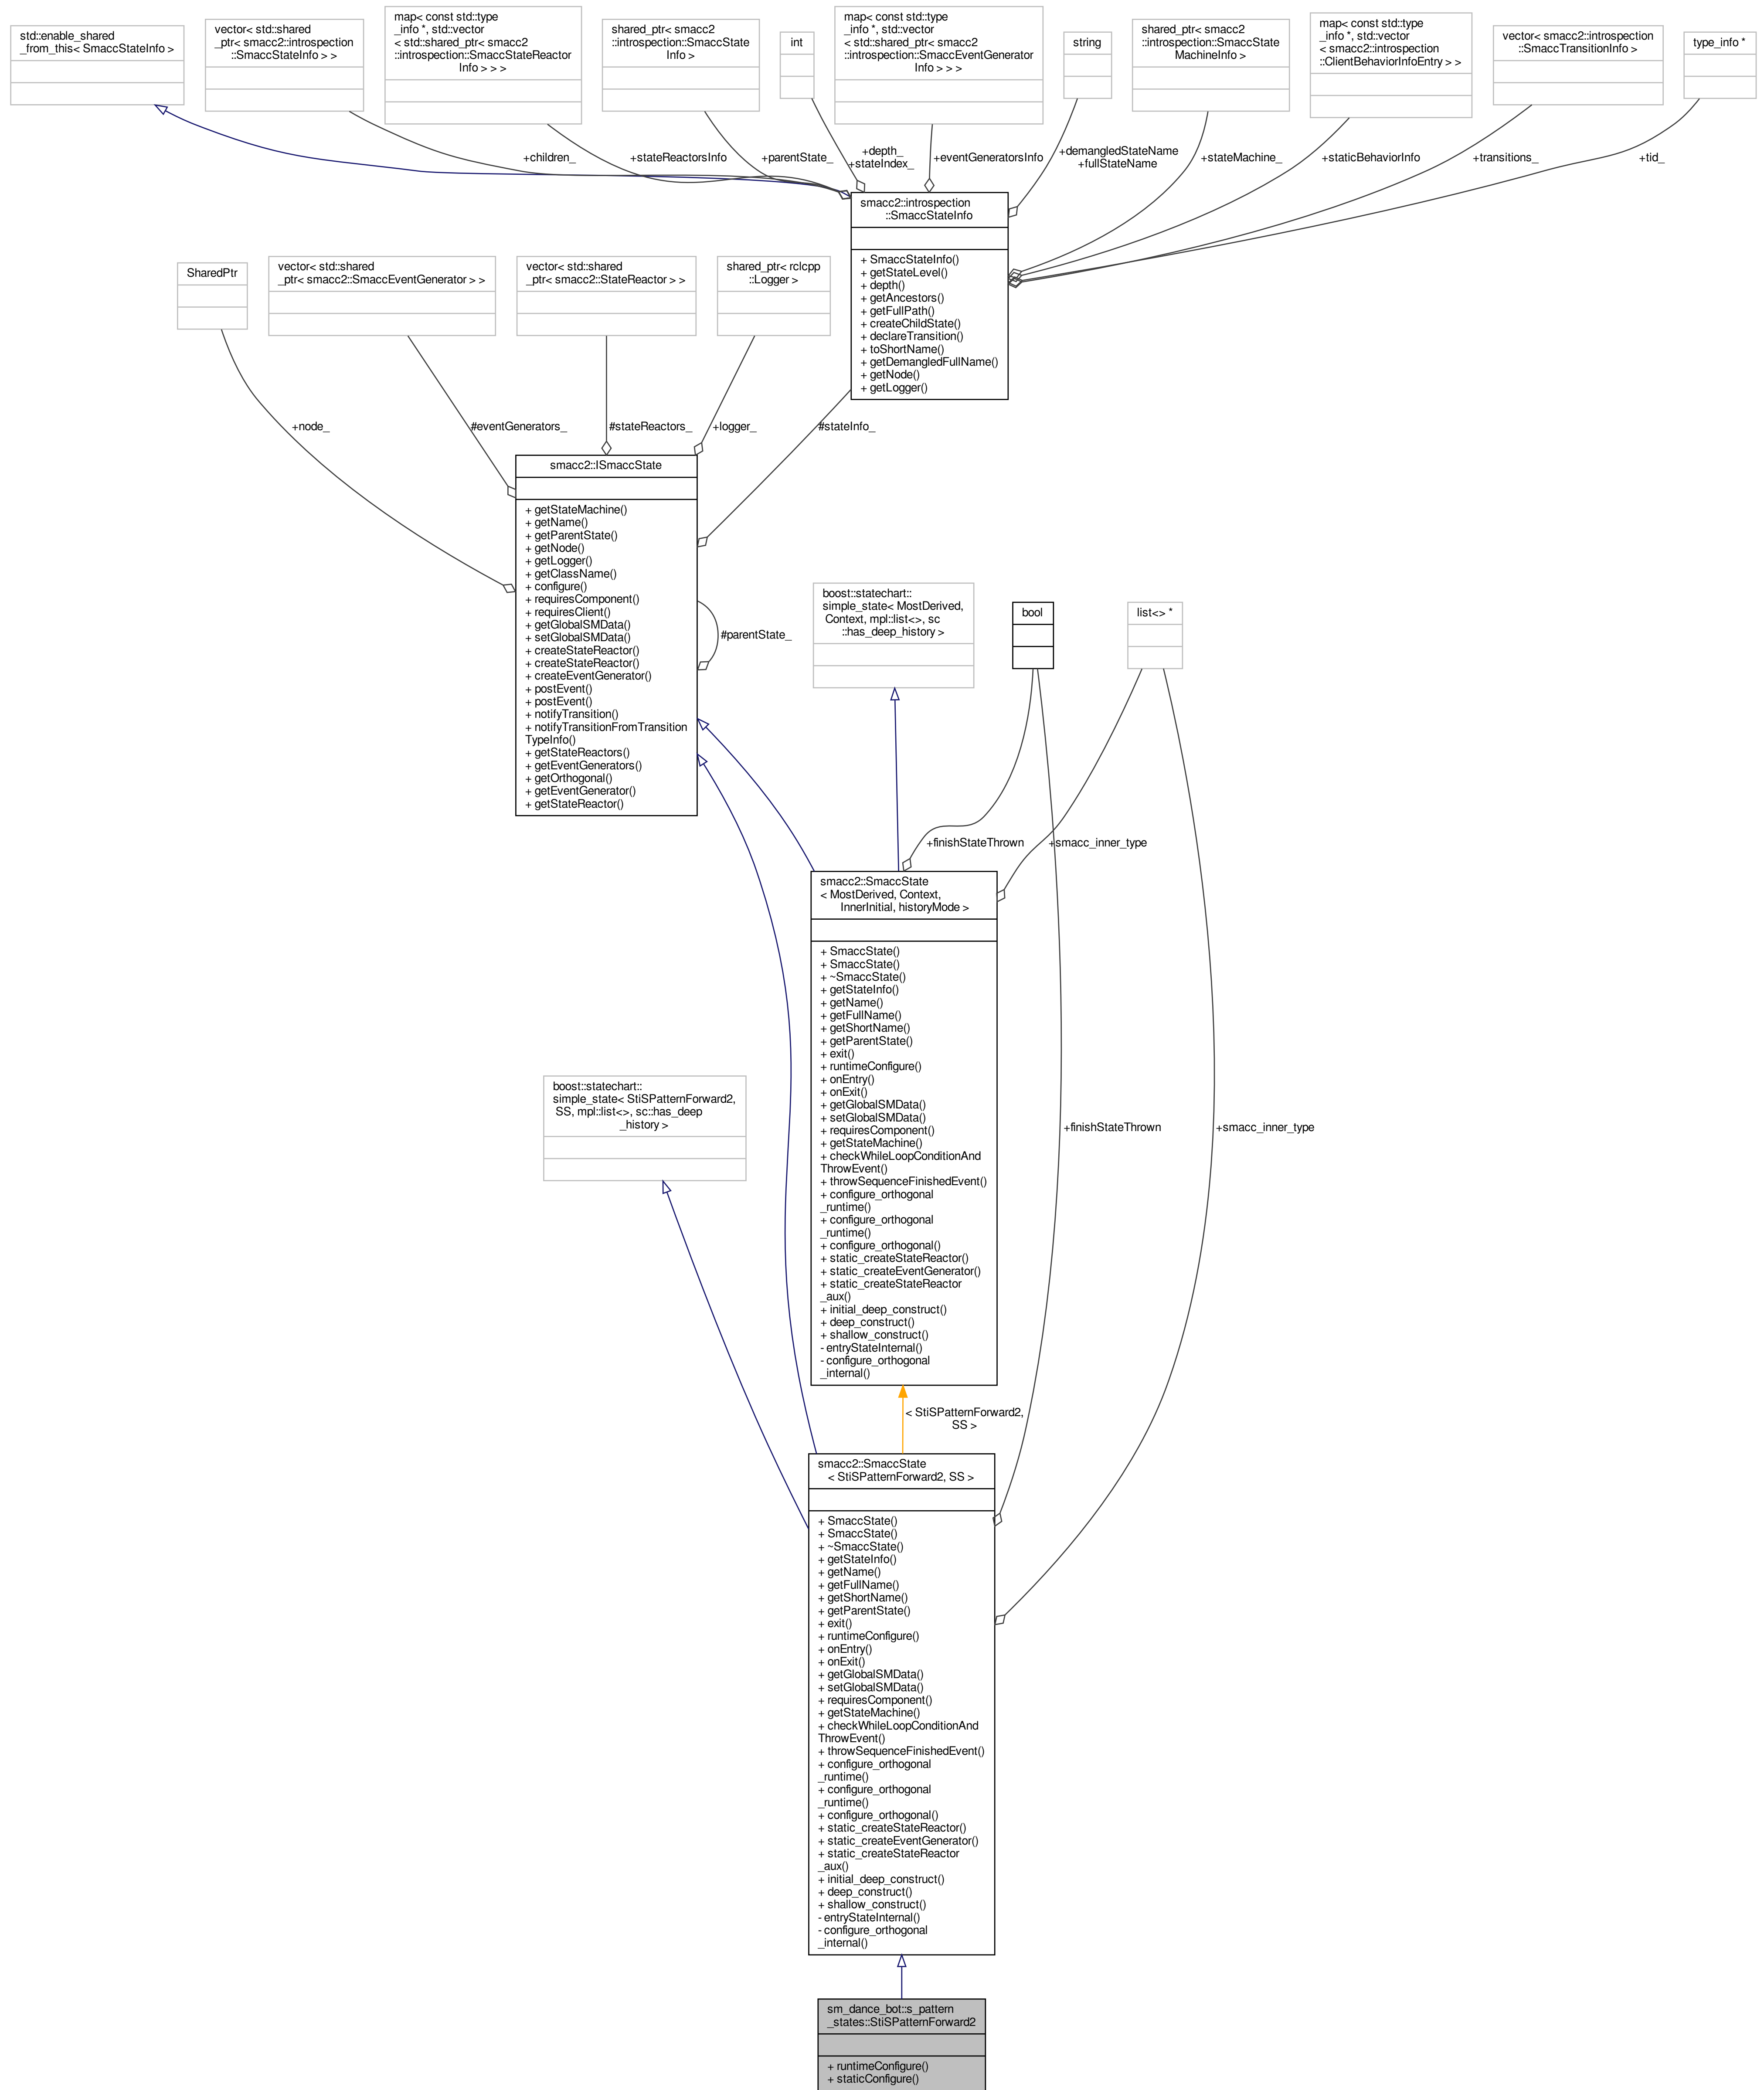 std::enable_shared
_from_this< SmaccStateInfo >
vector< std::shared
_ptr< smacc2::introspection
::SmaccStateInfo > >
map< const std::type
_info *, std::vector
< std::shared_ptr< smacc2
::introspection::SmaccStateReactor
Info > > >
shared_ptr< smacc2
::introspection::SmaccState
Info >
int
map< const std::type
_info *, std::vector
< std::shared_ptr< smacc2
::introspection::SmaccEventGenerator
Info > > >
string
shared_ptr< smacc2
::introspection::SmaccState
MachineInfo >
map< const std::type
_info *, std::vector
< smacc2::introspection
::ClientBehaviorInfoEntry > >
vector< smacc2::introspection
::SmaccTransitionInfo >
type_info *
+children_
+stateReactorsInfo
+parentState_
+depth_
+stateIndex_
+eventGeneratorsInfo
+demangledStateName
+fullStateName
+stateMachine_
+staticBehaviorInfo
+transitions_
+tid_
smacc2::introspection
::SmaccStateInfo
+ SmaccStateInfo()
+ getStateLevel()
+ depth()
+ getAncestors()
+ getFullPath()
+ createChildState()
+ declareTransition()
+ toShortName()
+ getDemangledFullName()
+ getNode()
+ getLogger()
SharedPtr
vector< std::shared
_ptr< smacc2::SmaccEventGenerator > >
vector< std::shared
_ptr< smacc2::StateReactor > >
shared_ptr< rclcpp
::Logger >
+node_
#eventGenerators_
#stateReactors_
+logger_
#stateInfo_
smacc2::ISmaccState
+ getStateMachine()
+ getName()
+ getParentState()
+ getNode()
+ getLogger()
+ getClassName()
+ configure()
+ requiresComponent()
+ requiresClient()
+ getGlobalSMData()
+ setGlobalSMData()
+ createStateReactor()
+ createStateReactor()
+ createEventGenerator()
+ postEvent()
+ postEvent()
+ notifyTransition()
+ notifyTransitionFromTransition
TypeInfo()
+ getStateReactors()
+ getEventGenerators()
+ getOrthogonal()
+ getEventGenerator()
+ getStateReactor()
#parentState_
boost::statechart::
simple_state< MostDerived,
Context, mpl::list<>, sc
::has_deep_history >
bool
list<> *
+finishStateThrown
+smacc_inner_type
smacc2::SmaccState
< MostDerived, Context,
InnerInitial, historyMode >
+ SmaccState()
+ SmaccState()
+ ~SmaccState()
+ getStateInfo()
+ getName()
+ getFullName()
+ getShortName()
+ getParentState()
+ exit()
+ runtimeConfigure()
+ onEntry()
+ onExit()
+ getGlobalSMData()
+ setGlobalSMData()
+ requiresComponent()
+ getStateMachine()
+ checkWhileLoopConditionAnd
ThrowEvent()
+ throwSequenceFinishedEvent()
+ configure_orthogonal
_runtime()
+ configure_orthogonal
_runtime()
+ configure_orthogonal()
+ static_createStateReactor()
+ static_createEventGenerator()
+ static_createStateReactor
_aux()
+ initial_deep_construct()
+ deep_construct()
+ shallow_construct()
- entryStateInternal()
- configure_orthogonal
_internal()
boost::statechart::
simple_state< StiSPatternForward2,
SS, mpl::list<>, sc::has_deep
_history >
+finishStateThrown
+smacc_inner_type
< StiSPatternForward2,
SS >
smacc2::SmaccState
< StiSPatternForward2, SS >
+ SmaccState()
+ SmaccState()
+ ~SmaccState()
+ getStateInfo()
+ getName()
+ getFullName()
+ getShortName()
+ getParentState()
+ exit()
+ runtimeConfigure()
+ onEntry()
+ onExit()
+ getGlobalSMData()
+ setGlobalSMData()
+ requiresComponent()
+ getStateMachine()
+ checkWhileLoopConditionAnd
ThrowEvent()
+ throwSequenceFinishedEvent()
+ configure_orthogonal
_runtime()
+ configure_orthogonal
_runtime()
+ configure_orthogonal()
+ static_createStateReactor()
+ static_createEventGenerator()
+ static_createStateReactor
_aux()
+ initial_deep_construct()
+ deep_construct()
+ shallow_construct()
- entryStateInternal()
- configure_orthogonal
_internal()
sm_dance_bot::s_pattern
_states::StiSPatternForward2
+ runtimeConfigure()
+ staticConfigure()